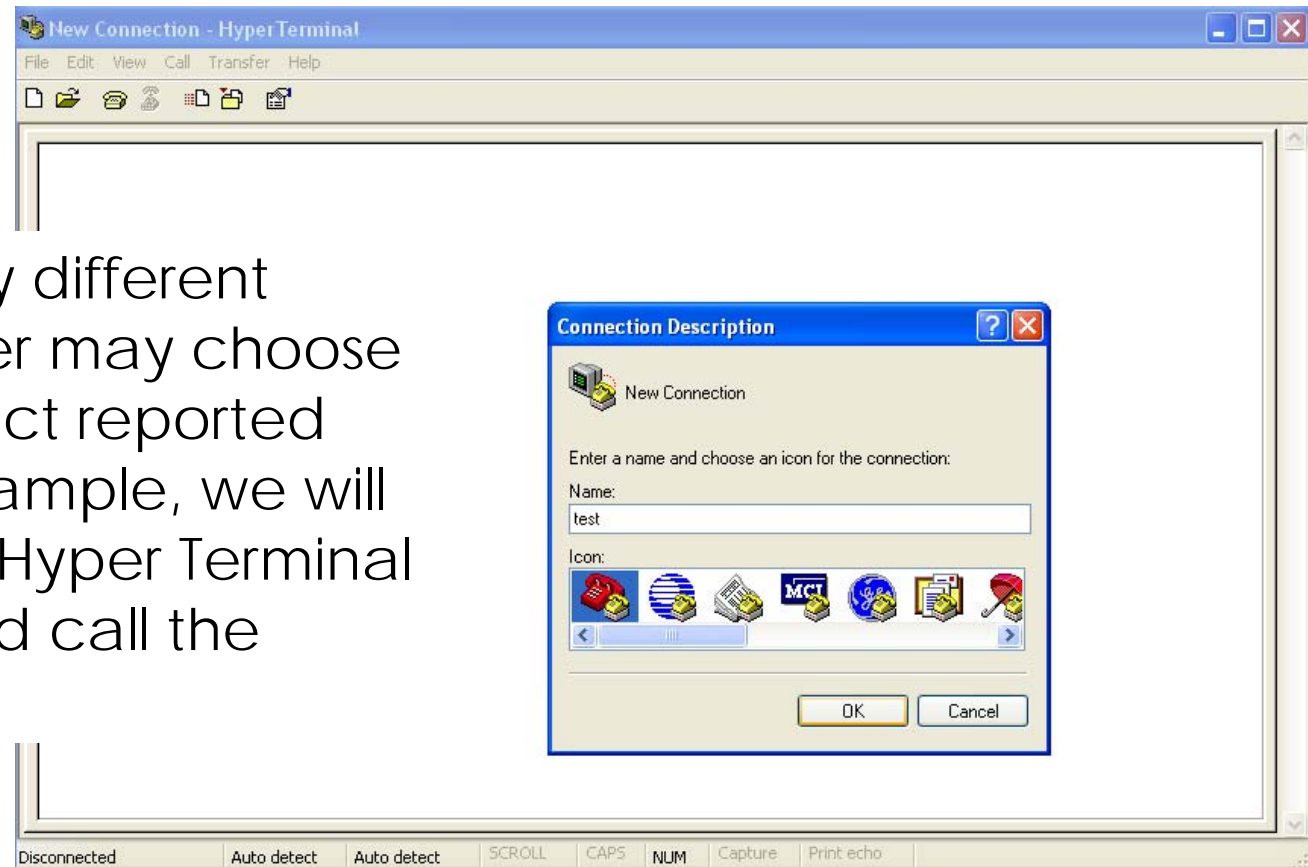 New Connection - HyperTerminal
File Edit View Call Transfer Help
y different
er may choose
ct reported
ample, we will
Hyper Terminal
d call the
Connection Description
New Connection
Enter a name and choose an icon for the connection:
Name:
test
Icon:
MCI
OK Cancel
Disconnected Auto detect Auto detect SCROLL CAPS NUM Capture Print echo